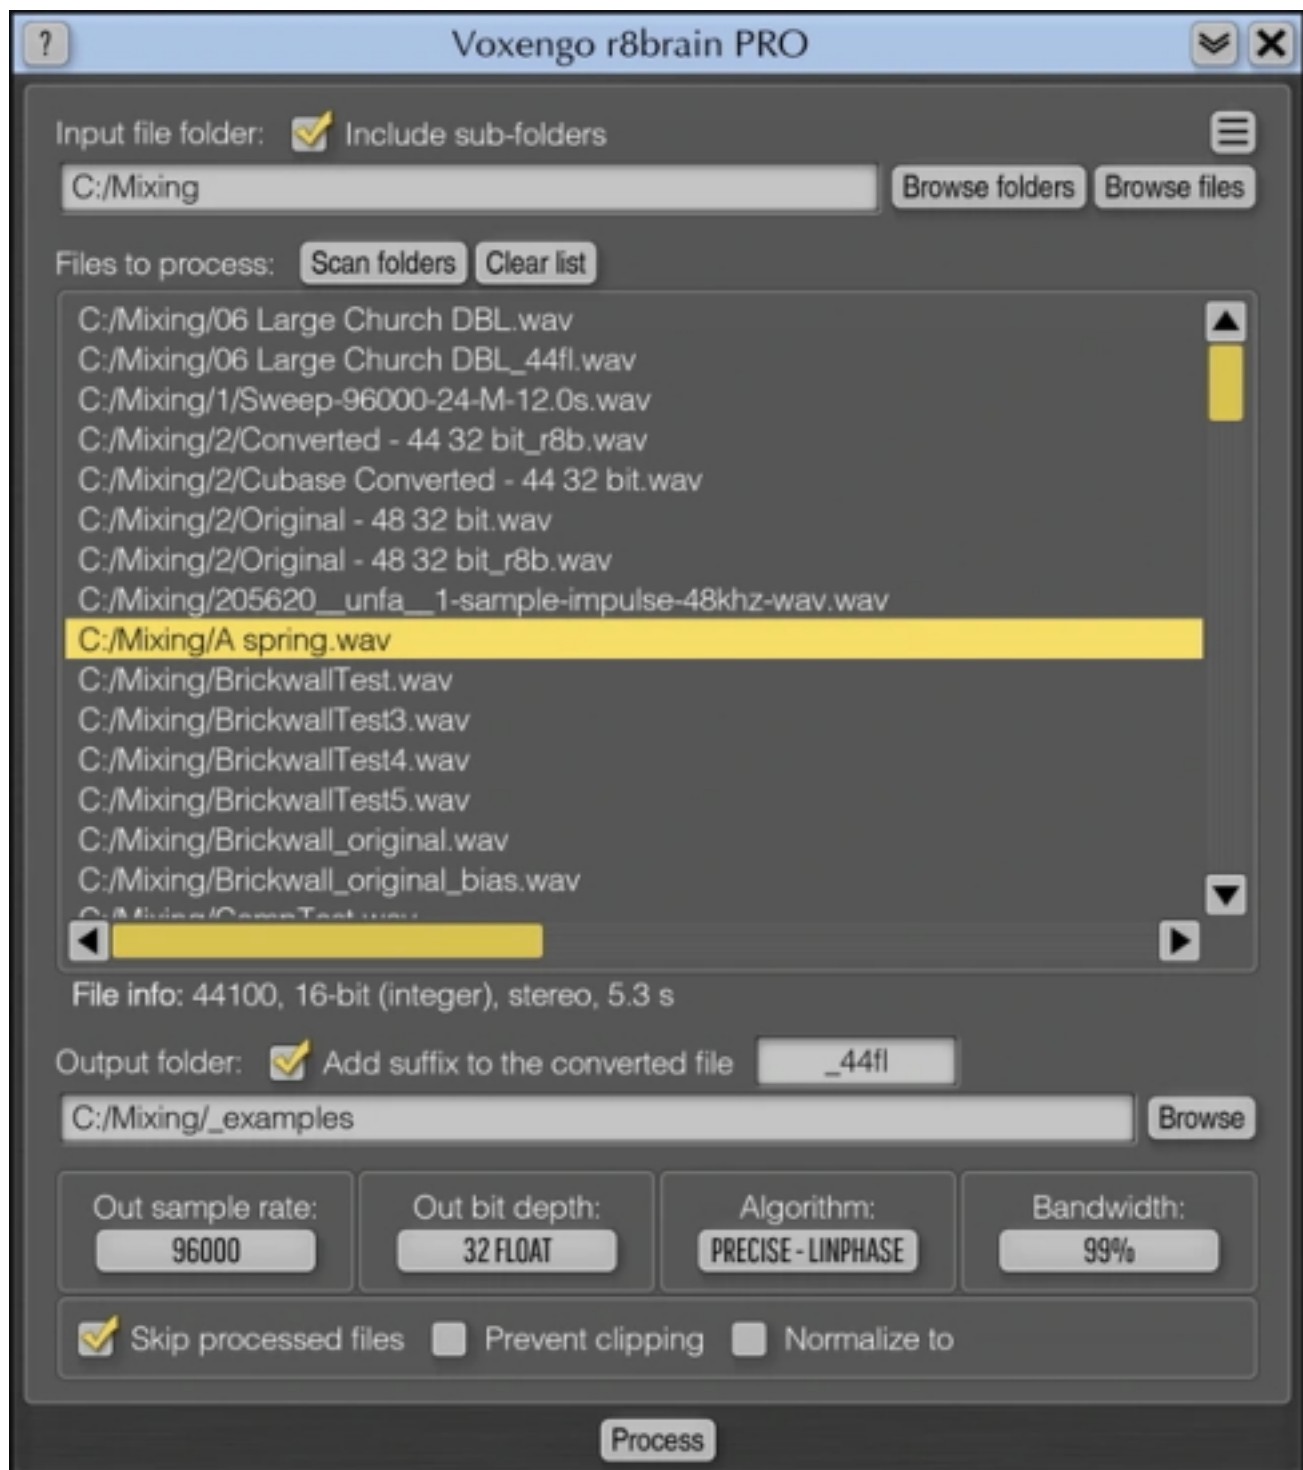 ?
Voxengo r8brain PRO
Input file folder: Include sub-folders
C:/Mixing Browse folders Browse files
Files to process: Scan folders Clear list
C:/Mixing/06 Large Church DBL.wav
C:/Mixing/06 Large Church DBL_44fl.wav
C:/Mixing/1/Sweep-96000-24-M-12.0s.wav
C:/Mixing/2/Converted - 44 32 bit_r8b.wav
C:/Mixing/2/Cubase Converted - 44 32 bit.wav
C:/Mixing/2/Original - 48 32 bit.wav
C:/Mixing/2/Original - 48 32 bit_r8b.wav
C:/Mixing/205620__unfa__1-sample-impulse-48khz-wav.wav
C:/Mixing/A spring.wav
C:/Mixing/BrickwallTest.wav
C:/Mixing/BrickwallTest3.wav
C:/Mixing/BrickwallTest4.wav
C:/Mixing/BrickwallTest5.wav
C:/Mixing/Brickwall_original.wav
C:/Mixing/Brickwall_original_bias.wav
C:/Mixing/CompTest.wav
File info: 44100, 16-bit (integer), stereo, 5.3 s
Output folder: Add suffix to the converted file _44fl
C:/Mixing/_examples Browse
Out sample rate: Out bit depth: Algorithm: Bandwidth:
96000 32 FLOAT PRECISE - LINPHASE 99%
Skip processed files Prevent clipping Normalize to
Process